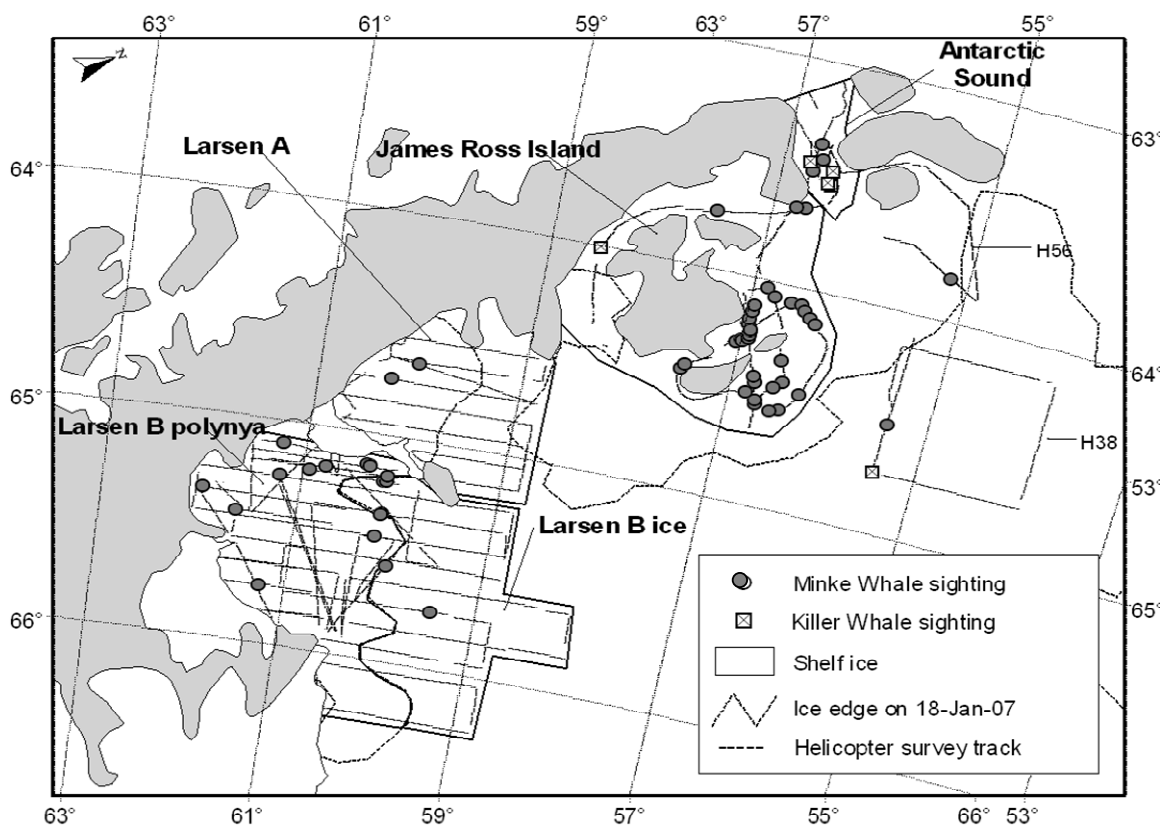 63° 61° 59° 63° 57° 55°
N
Antarctic
Sound
63°
Larsen A
James Ross Island
64°
H56
64°
65°
Larsen B polynya
H38
53°
Larsen B ice
Minke Whale sighting
65°
Killer Whale sighting
66°
Shelf ice
Ice edge on 18-Jan-07
Helicopter survey track
63° 61° 59° 57° 55° 66° 53°